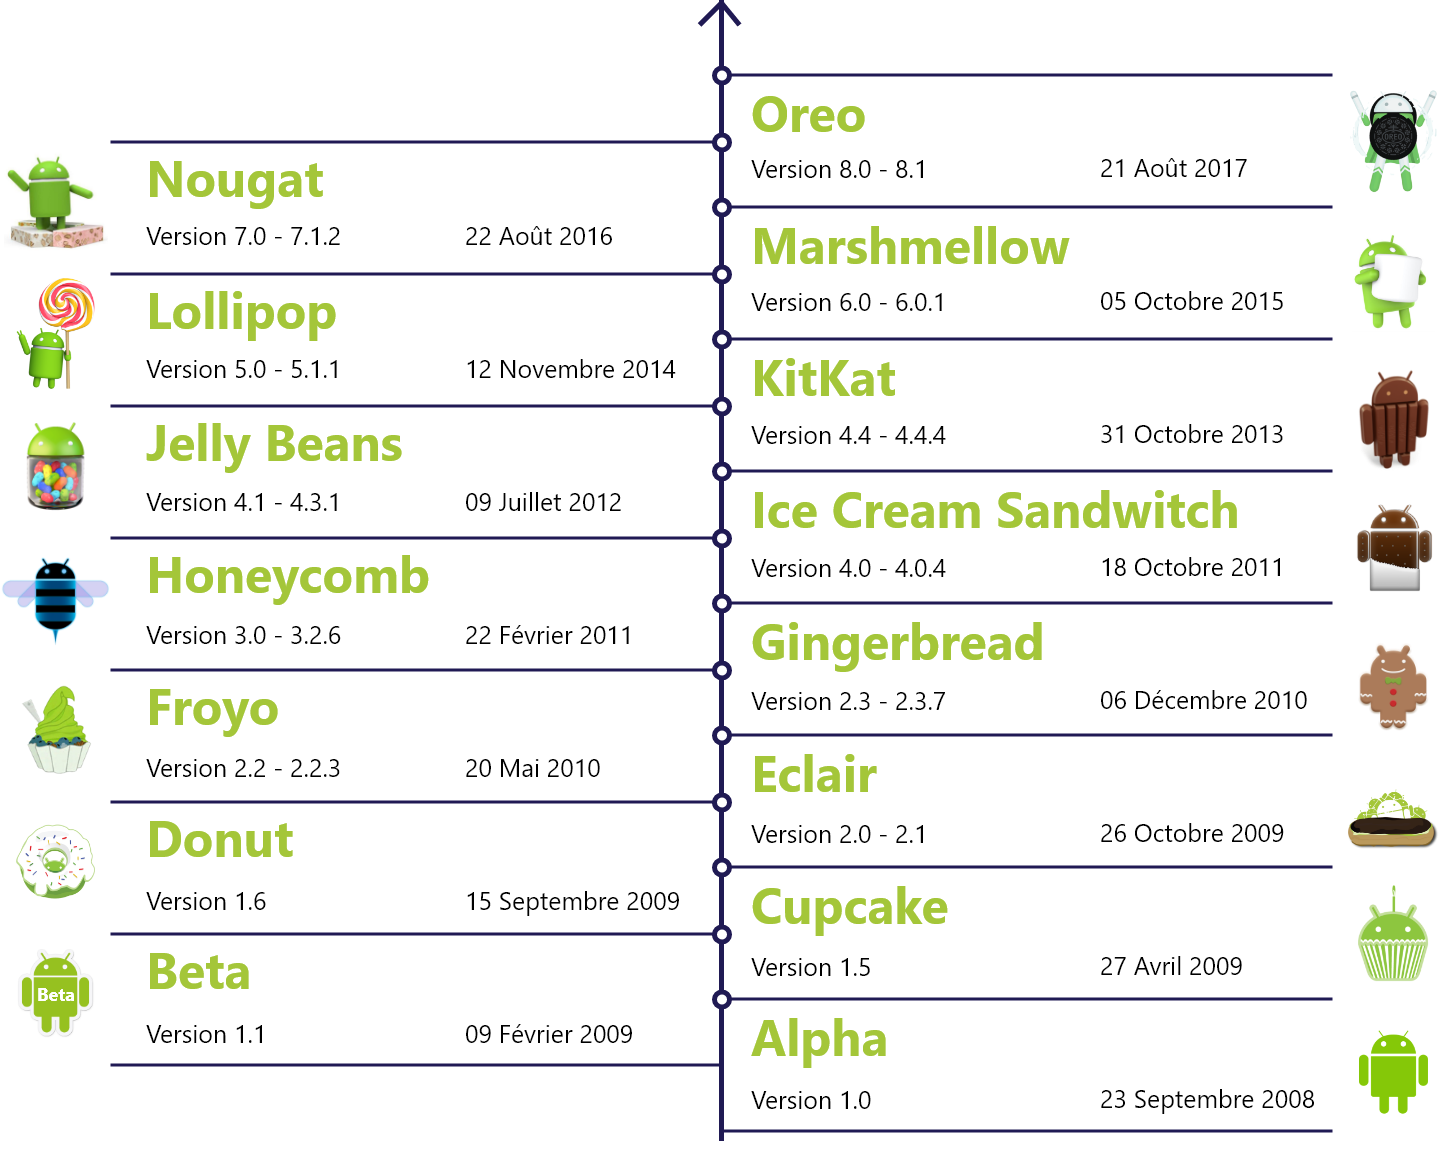 Oreo
Version 8.0 - 8.1 21 Août 2017
Nougat
Version 7.0 - 7.1.2 22 Août 2016
Marshmellow
Version 6.0 - 6.0.1 05 Octobre 2015
Lollipop
Version 5.0 - 5.1.1 12 Novembre 2014
KitKat
Version 4.4 - 4.4.4 31 Octobre 2013
Jelly Beans
Version 4.1 - 4.3.1 09 Juillet 2012
Ice Cream Sandwitch
Version 4.0 - 4.0.4 18 Octobre 2011
Honeycomb
Version 3.0 - 3.2.6 22 Février 2011
Gingerbread
Version 2.3 - 2.3.7 06 Décembre 2010
Froyo
Version 2.2 - 2.2.3 20 Mai 2010
Eclair
Version 2.0 - 2.1 26 Octobre 2009
Donut
Version 1.6 15 Septembre 2009
Cupcake
Version 1.5 27 Avril 2009
Beta
Beta
Version 1.1 09 Février 2009
Alpha
Version 1.0 23 Septembre 2008
OREO